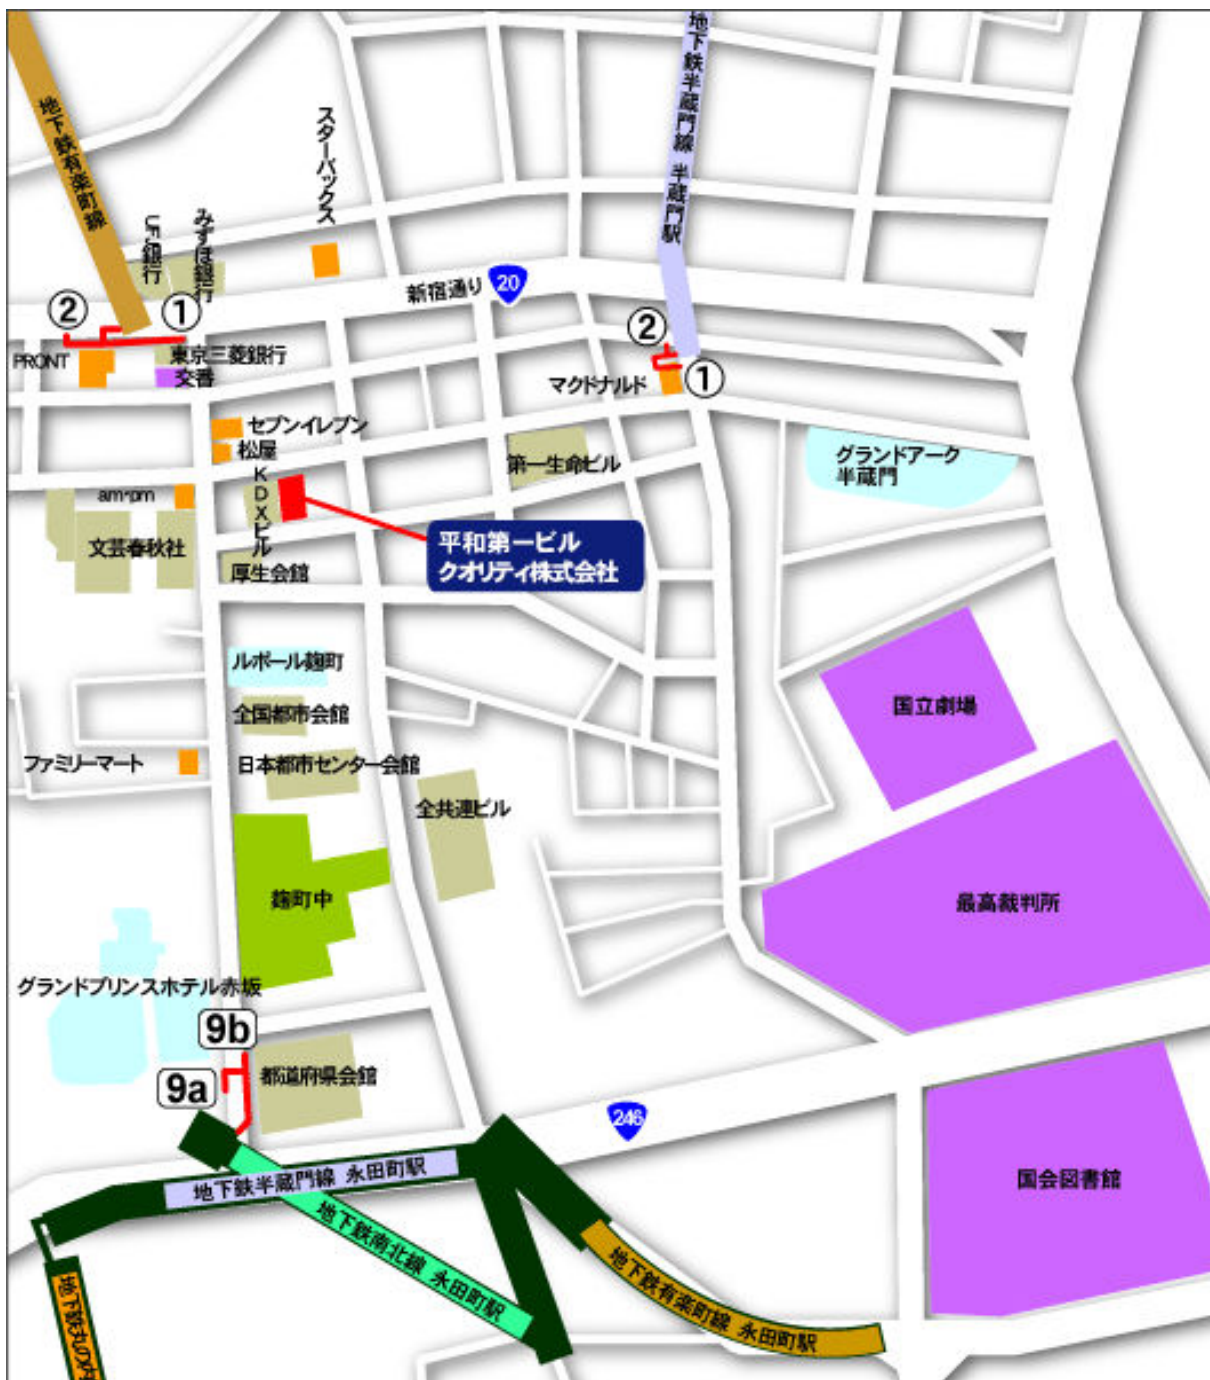 地下鉄半蔵門線 半蔵門駅
地下鉄有楽町線
スターバックス
UFJ銀行
みずほ銀行
新宿通り
20
②
①
PRONT
東京三菱銀行
交番
②
①
マクドナルド
セブンイレブン
松屋
KDXビル
am・pm
第一生命ビル
グランドアーク
半蔵門
文芸春秋社
厚生会館
平和第一ビル
クオリティ株式会社
ルポール麹町
全国都市会館
日本都市センター会館
ファミリーマート
全共連ビル
国立劇場
麹町中
最高裁判所
グランドプリンスホテル赤坂
9b
9a
都道府県会館
246
国会図書館
地下鉄半蔵門線 永田町駅
地下鉄南北線 永田町駅
地下鉄有楽町線 永田町駅
地下鉄丸の内